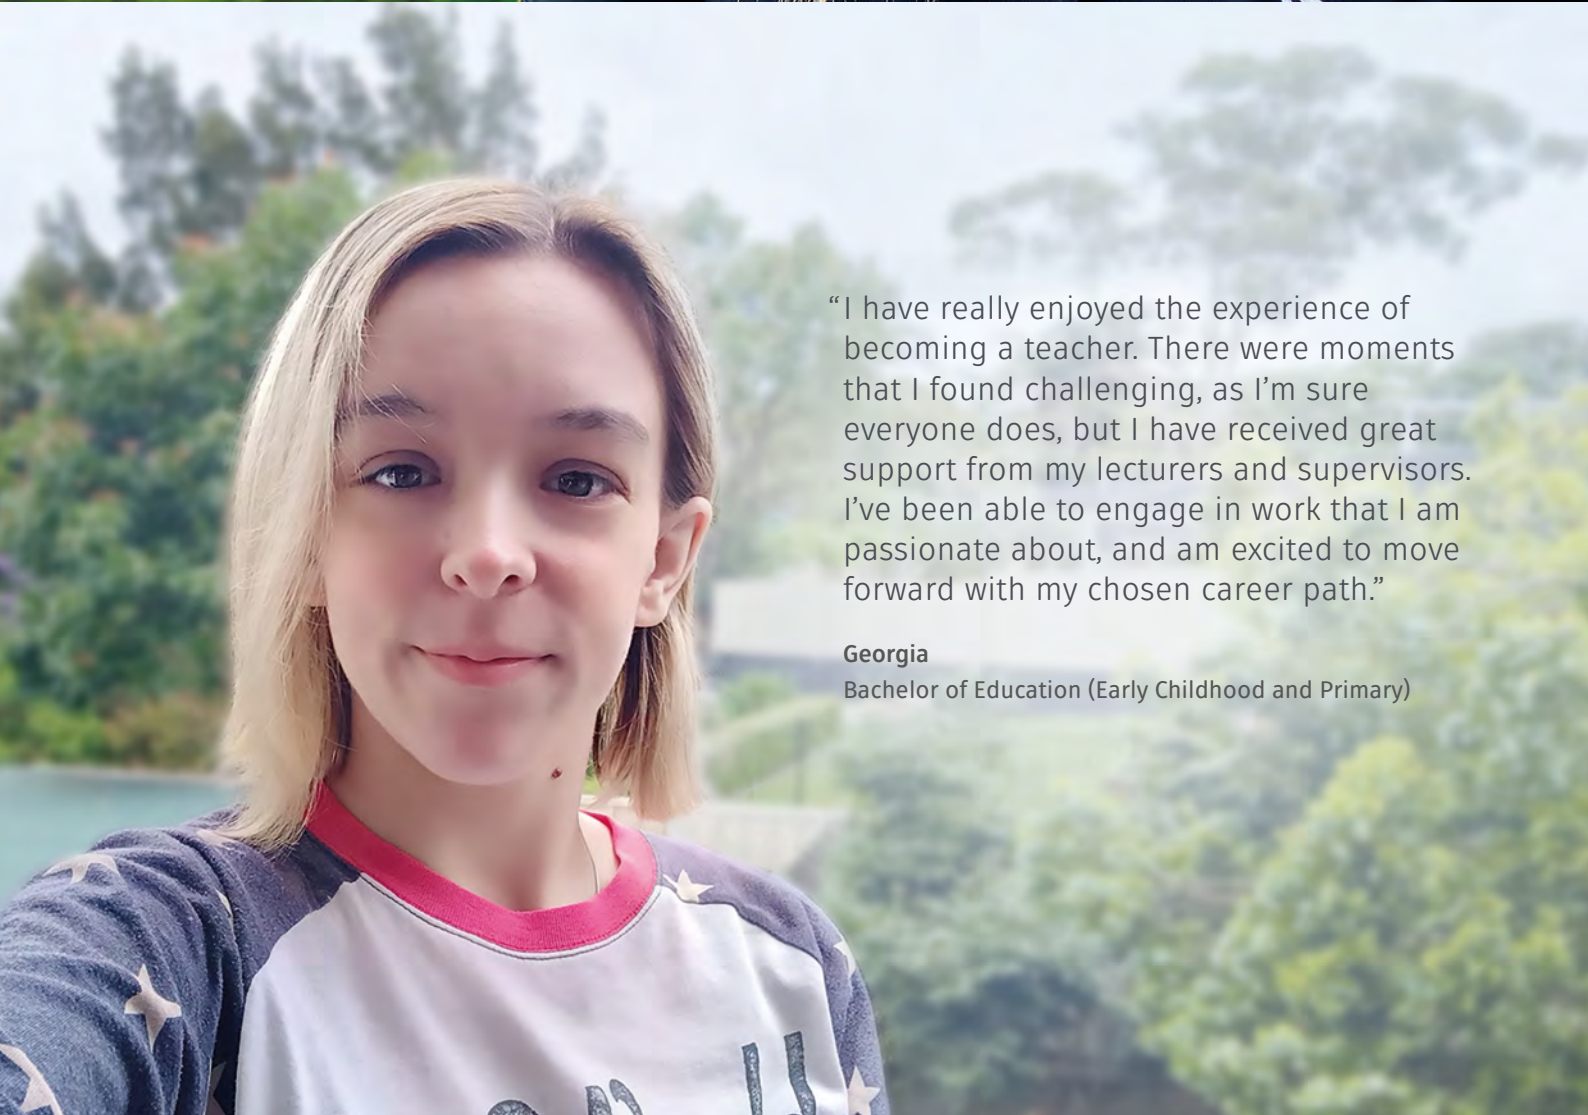 “I have really enjoyed the experience of
becoming a teacher. There were moments
that I found challenging, as I’m sure
everyone does, but I have received great
support from my lecturers and supervisors.
I’ve been able to engage in work that I am
passionate about, and am excited to move
forward with my chosen career path.”
Georgia
Bachelor of Education (Early Childhood and Primary)